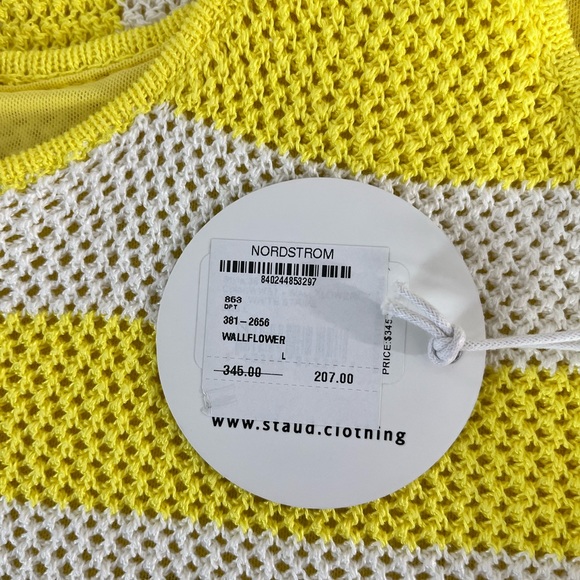 NORDSTROM
840244853297
853
DPT
381-2656
WALLFLOWER
L
345.00 207.00
PRICE:$345
www.staud.clothing